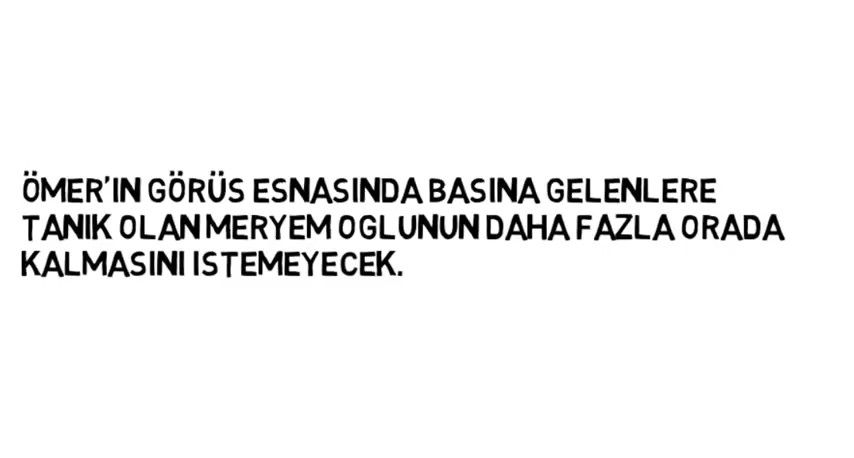 ÖMER'IN GÖRÜS ESNASINDA BASINA GELENLERE
TANIK OLAN MERYEM OGLUNUN DAHA FAZLA ORADA
KALMASINI ISTEMEYECEK.